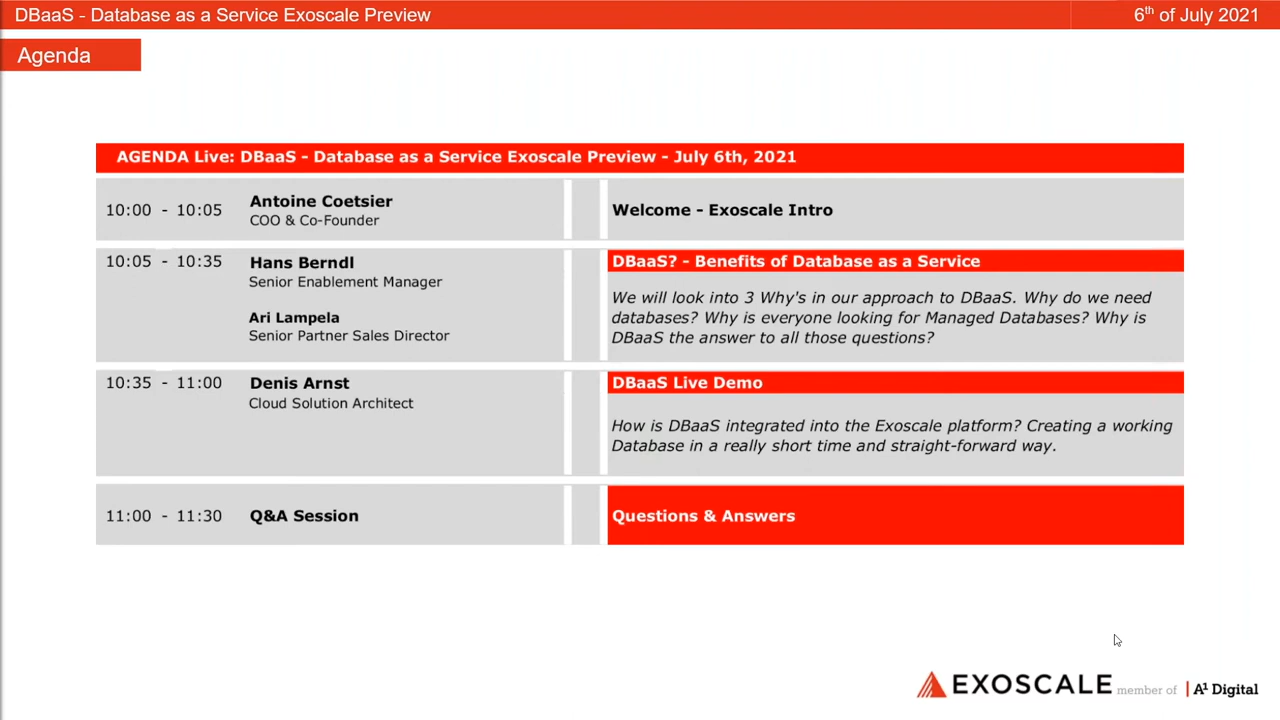 DBaaS - Database as a Service Exoscale Preview
6th of July 2021
Agenda
AGENDA Live: DBaaS - Database as a Service Exoscale Preview - July 6th, 2021
10:00 - 10:05
Antoine Coetsier
COO & Co-Founder
Welcome - Exoscale Intro
10:05 - 10:35
Hans Berndl
Senior Enablement Manager
Ari Lampela
Senior Partner Sales Director
DBaaS? - Benefits of Database as a Service
We will look into 3 Why's in our approach to DBaaS. Why do we need
databases? Why is everyone looking for Managed Databases? Why is
DBaaS the answer to all those questions?
10:35 - 11:00
Denis Arnst
Cloud Solution Architect
DBaaS Live Demo
How is DBaaS integrated into the Exoscale platform? Creating a working
Database in a really short time and straight-forward way.
11:00 - 11:30
Q&A Session
Questions & Answers
EXOSCALE member of | A1 Digital